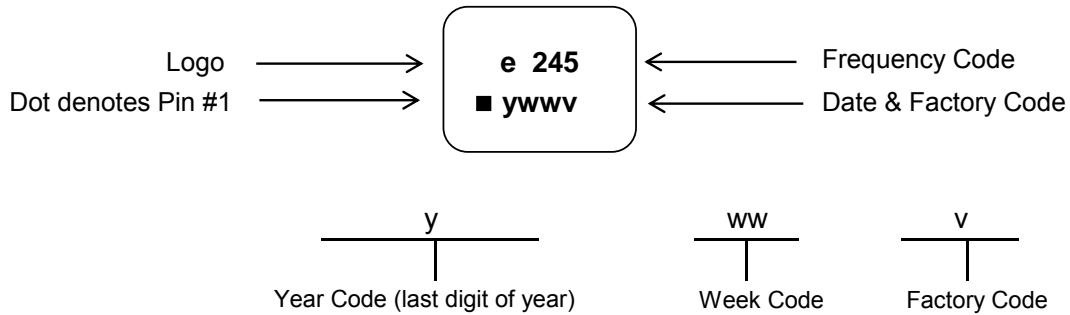 Logo
e 245
Frequency Code
Dot denotes Pin #1
■ ywwv
Date & Factory Code
y
ww
v
Year Code (last digit of year)
Week Code
Factory Code